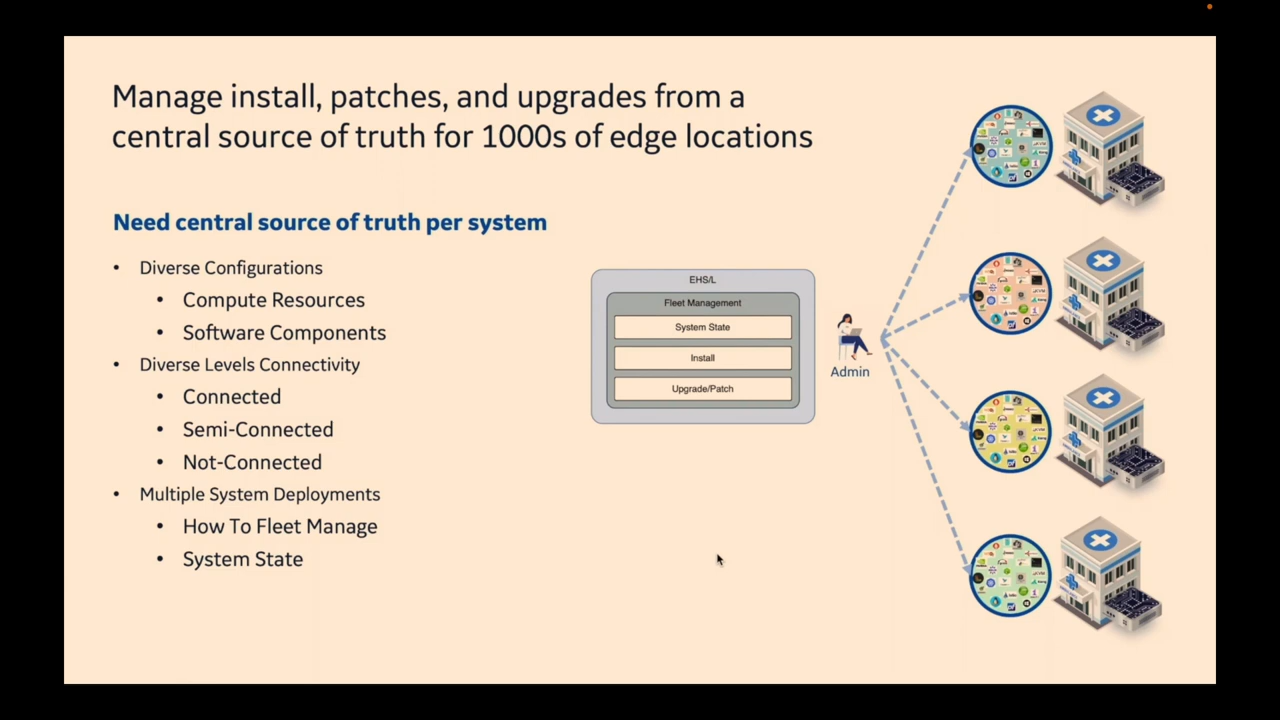 Manage install, patches, and upgrades from a
central source of truth for 1000s of edge locations
Need central source of truth per system
• Diverse Configurations
• Compute Resources
• Software Components
• Diverse Levels Connectivity
• Connected
• Semi-Connected
• Not-Connected
• Multiple System Deployments
• How To Fleet Manage
• System State
EHS/L
Fleet Management
System State
Install
Upgrade/Patch
Admin